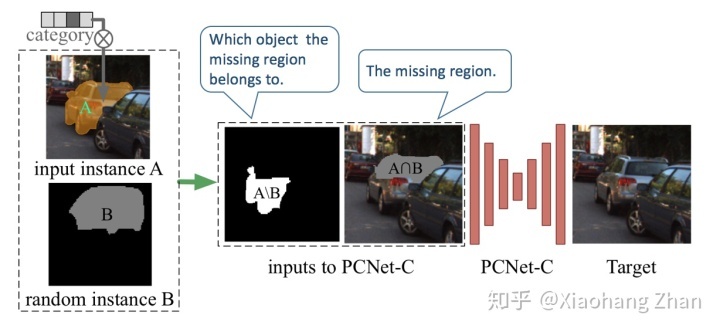 category
Which object the
missing region
belongs to.
The missing region.
A
input instance A
B
random instance B
A\B
A∩B
inputs to PCNet-C
PCNet-C
Target
知乎 @Xiaohang Zhan